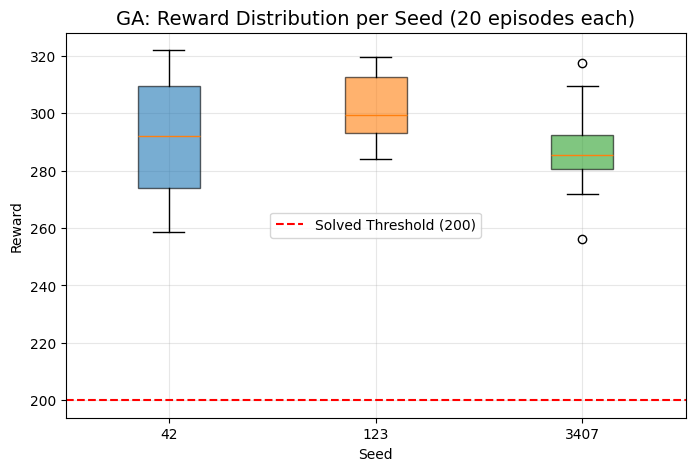 GA: Reward Distribution per Seed (20 episodes each)
Reward
320
300
280
260
240
220
200
Solved Threshold (200)
42
123
3407
Seed